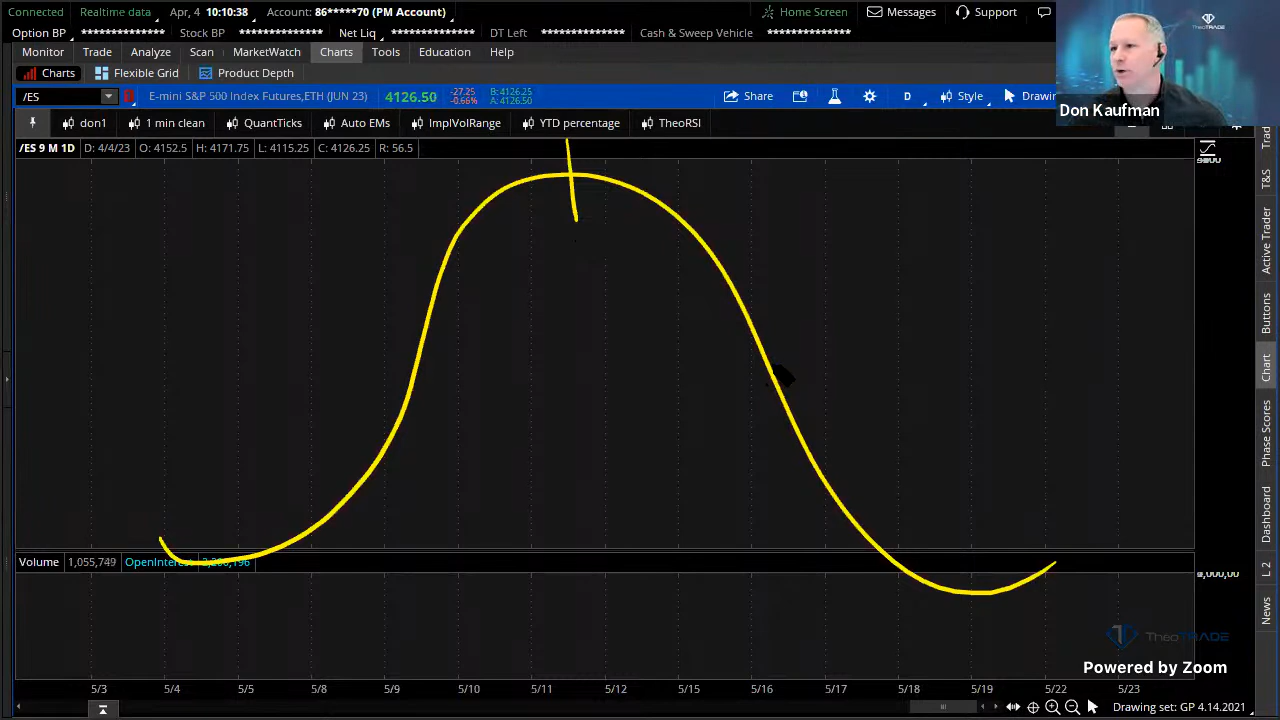 Connected Realtime data Apr, 4 10:10:38 Account: 86*****70 (PM Account) Home Screen Messages Support
Option BP ************** Stock BP ************** Net Liq ************** DT Left ************** Cash & Sweep Vehicle **************
Monitor Trade Analyze Scan MarketWatch Charts Tools Education Help
Charts Flexible Grid Product Depth
/ES E-mini S&P 500 Index Futures,ETH (JUN 23) 4126.50 -27.25 -0.66% B: 4126.25 A: 4126.50 Share D Style Drawin
don1 1 min clean QuantTicks Auto EMs ImplVolRange YTD percentage TheoRSI
/ES 9 M 1D D: 4/4/23 O: 4152.5 H: 4171.75 L: 4115.25 C: 4126.25 R: 56.5
Volume 1,055,749 OpenInterest
5/3 5/4 5/5 5/8 5/9 5/10 5/11 5/12 5/15 5/16 5/17 5/18 5/19 5/22 5/23
Drawing set: GP 4.14.2021
TheoTRADE
Don Kaufman
Trad
T&S
Active Trader
Buttons
Chart
Phase Scores
Dashboard
L 2
News
TheoTRADE
Powered by Zoom